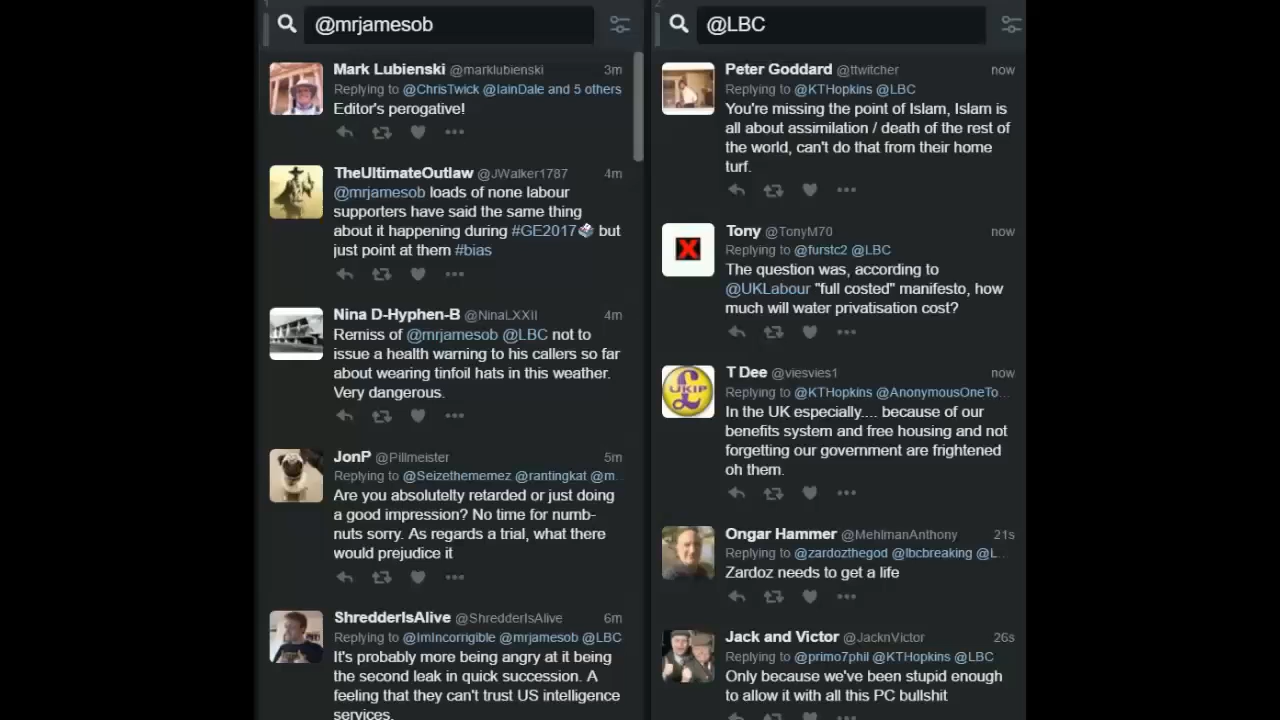 @mrjamesob
Mark Lubienski @marklubienski 3m
Replying to @ChrisTwick @IainDale and 5 others
Editor's perogative!
TheUltimateOutlaw @JWalker1787 4m
@mrjamesob loads of none labour
supporters have said the same thing
about it happening during #GE2017 but
just point at them #bias
Nina D-Hyphen-B @NinaLXXII 4m
Remiss of @mrjamesob @LBC not to
issue a health warning to his callers so far
about wearing tinfoil hats in this weather.
Very dangerous.
JonP @Pillmeister 5m
Replying to @Seizethememez @rantingkat @m..
Are you absolutelty retarded or just doing
a good impression? No time for numb-
nuts sorry. As regards a trial, what there
would prejudice it
ShredderIsAlive @ShredderIsAlive 6m
Replying to @ImIncorrigible @mrjamesob @LBC
It's probably more being angry at it being
the second leak in quick succession. A
feeling that they can't trust US intelligence
services.
2
@LBC
Peter Goddard @ttwitcher now
Replying to @KTHopkins @LBC
You're missing the point of Islam, Islam is
all about assimilation / death of the rest of
the world, can't do that from their home
turf.
X
Tony @TonyM70 now
Replying to @furstc2 @LBC
The question was, according to
@UKLabour "full costed" manifesto, how
much will water privatisation cost?
UKIP
T Dee @viesvies1 now
Replying to @KTHopkins @AnonymousOneTo...
In the UK especially.... because of our
benefits system and free housing and not
forgetting our government are frightened
oh them.
Ongar Hammer @MehlmanAnthony 21s
Replying to @zardozthegod @lbcbreaking @L...
Zardoz needs to get a life
Jack and Victor @JacknVictor 26s
Replying to @primo7phil @KTHopkins @LBC
Only because we've been stupid enough
to allow it with all this PC bullshit